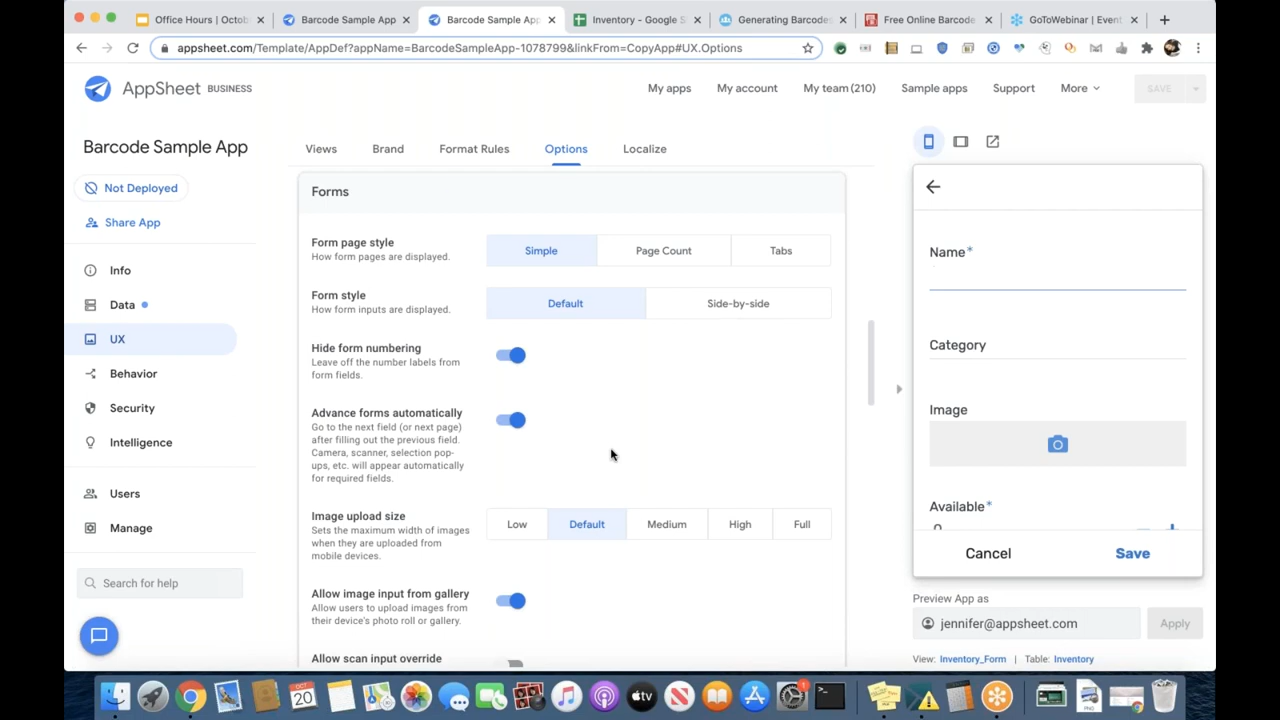 Office Hours | Octob
Barcode Sample App
Barcode Sample App
Inventory - Google S
Generating Barcodes
Free Online Barcode
GoToWebinar | Event
appsheet.com/Template/AppDef?appName=BarcodeSampleApp-1078799&linkFrom=CopyApp#UX.Options
AppSheet BUSINESS
My apps
My account
My team (210)
Sample apps
Support
More
SAVE
Barcode Sample App
Not Deployed
Share App
Info
Data
UX
Behavior
Security
Intelligence
Users
Manage
Search for help
Views
Brand
Format Rules
Options
Localize
Forms
Form page style
How form pages are displayed.
Simple
Page Count
Tabs
Form style
How form inputs are displayed.
Default
Side-by-side
Hide form numbering
Leave off the number labels from
form fields.
Advance forms automatically
Go to the next field (or next page)
after filling out the previous field.
Camera, scanner, selection pop-
ups, etc. will appear automatically
for required fields.
Image upload size
Sets the maximum width of images
when they are uploaded from
mobile devices.
Low
Default
Medium
High
Full
Allow image input from gallery
Allow users to upload images from
their device's photo roll or gallery.
Allow scan input override
Name*
Category
Image
Available*
0
Cancel
Save
Preview App as
jennifer@appsheet.com
Apply
View: Inventory_Form | Table: Inventory
OCT
20
tv